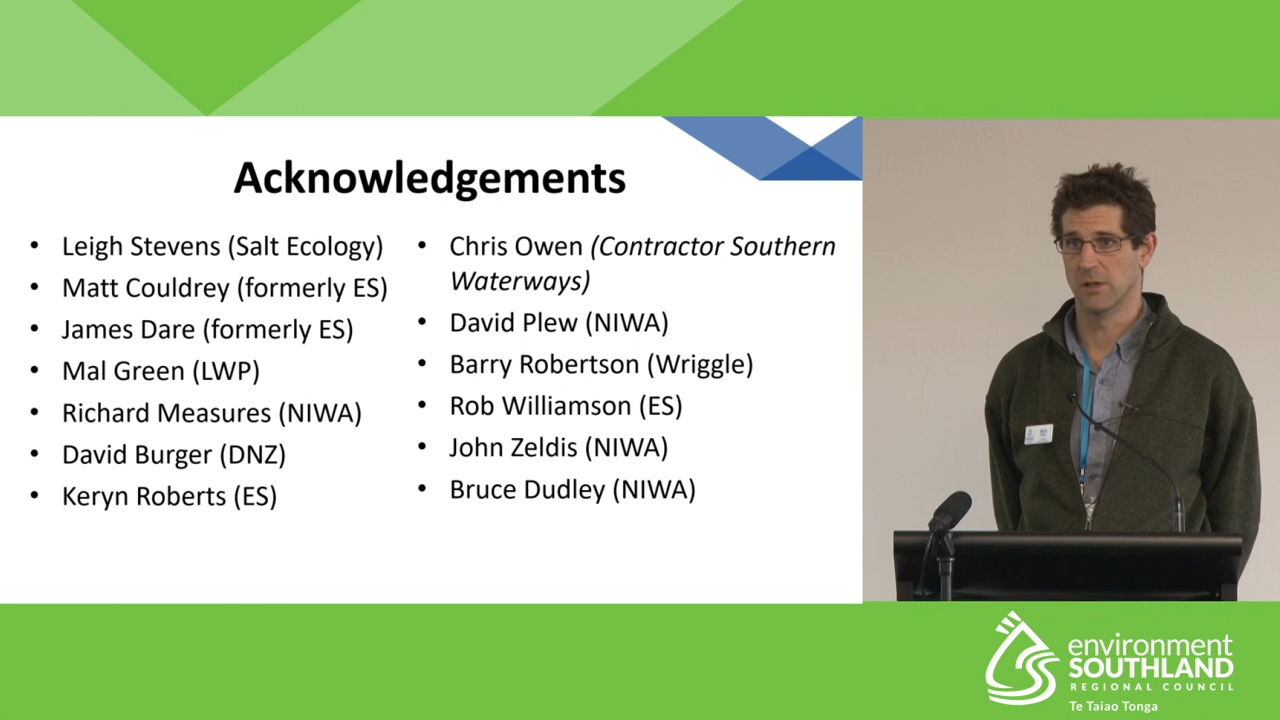 Acknowledgements
• Leigh Stevens (Salt Ecology)
• Matt Couldrey (formerly ES)
• James Dare (formerly ES)
• Mal Green (LWP)
• Richard Measures (NIWA)
• David Burger (DNZ)
• Keryn Roberts (ES)
• Chris Owen (Contractor Southern
Waterways)
• David Plew (NIWA)
• Barry Robertson (Wriggle)
• Rob Williamson (ES)
• John Zeldis (NIWA)
• Bruce Dudley (NIWA)
environment
SOUTHLAND
REGIONAL COUNCIL
Te Taiao Tonga